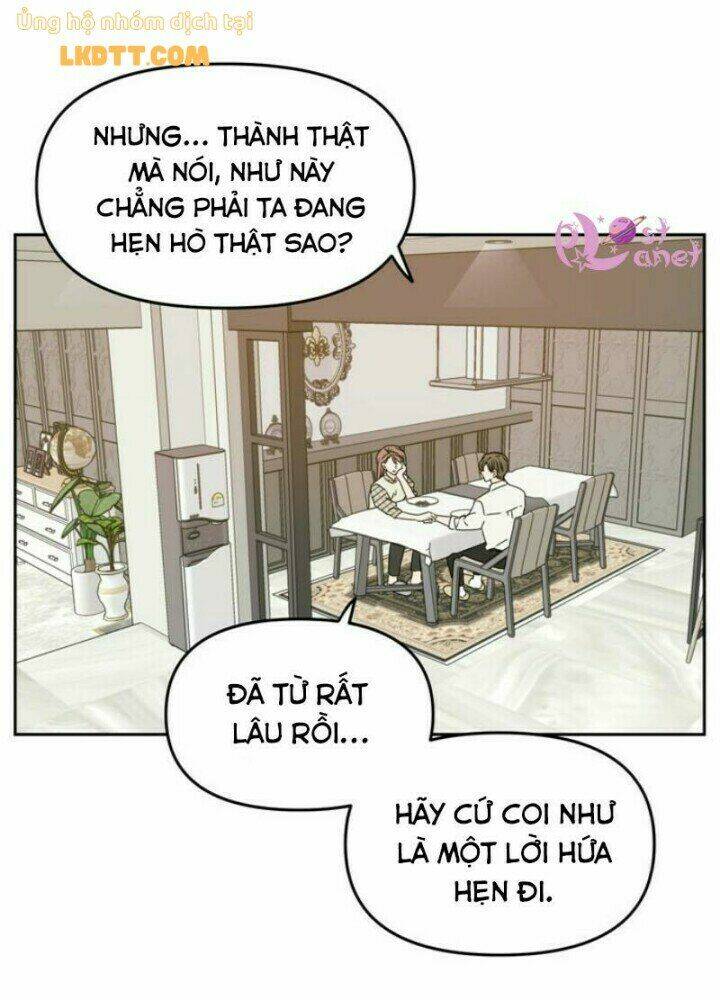 Ủng hộ nhóm dịch tại
LKDTT.COM
NHƯNG... THÀNH THẬT
MÀ NÓI, NHƯ NÀY
CHẲNG PHẢI TA ĐANG
HẸN HÒ THẬT SAO?
Lost
Planet
ĐÃ TỪ RẤT
LÂU RỒI...
HÃY CỨ COI NHƯ
LÀ MỘT LỜI HỨA
HẸN ĐI.